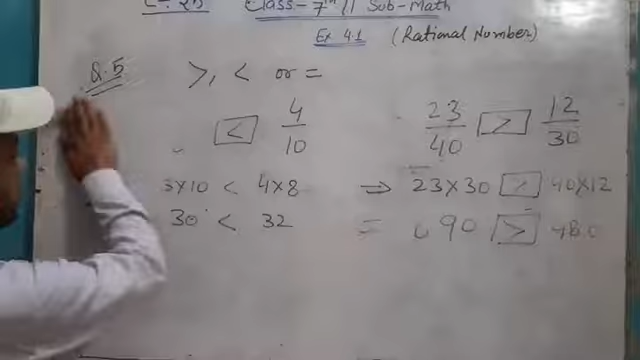 Class-7th // Sub-Math
Ex 4.1 (Rational Number)
Q.5 >, < or =
< 4/10 23/40 > 12/30
3×10 < 4×8 ⇒ 23×30 > 40×12
30 < 32 = 690 > 480